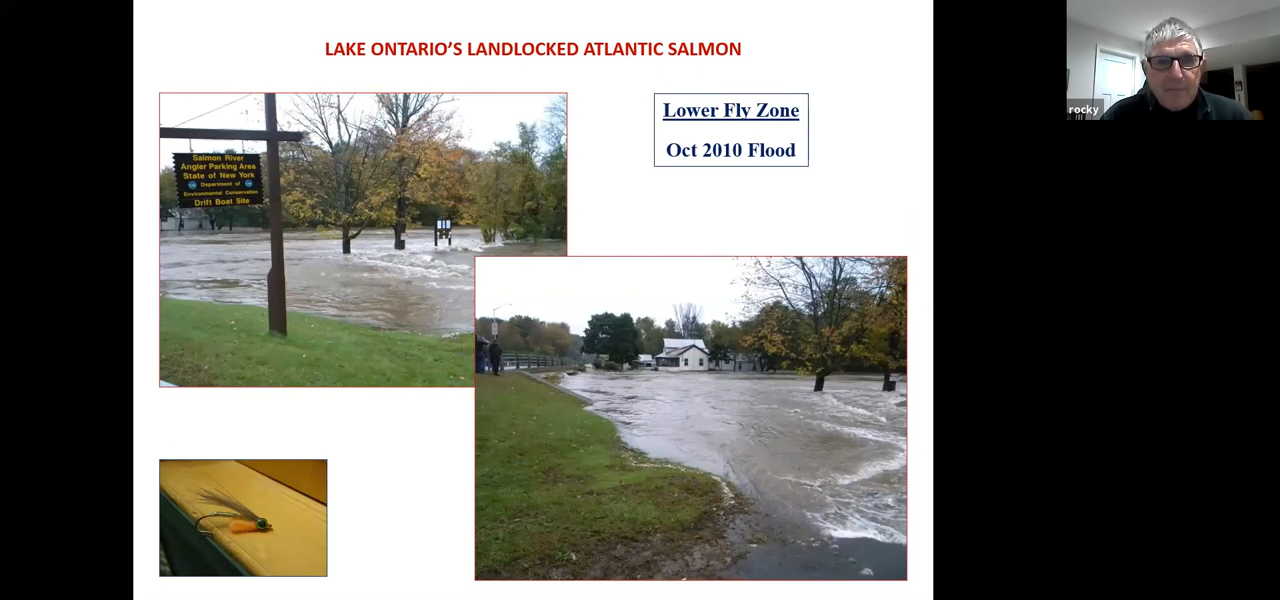 LAKE ONTARIO'S LANDLOCKED ATLANTIC SALMON
Lower Fly Zone
Oct 2010 Flood
Salmon River
Angler Parking Area
State of New York
Department of
Environmental Conservation
Drift Boat Site
rocky